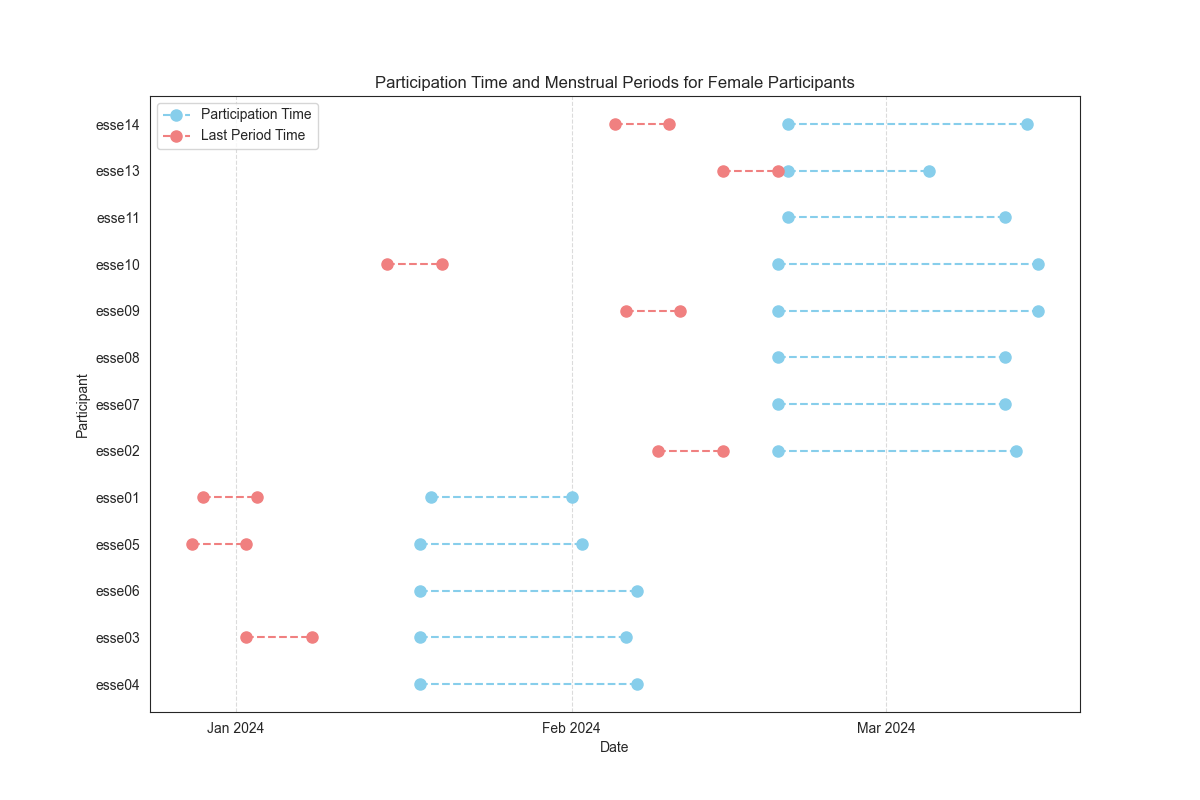 Participation Time and Menstrual Periods for Female Participants
Participation Time
Last Period Time
esse14
esse13
esse11
esse10
esse09
esse08
esse07
esse02
esse01
esse05
esse06
esse03
esse04
Participant
Jan 2024
Feb 2024
Mar 2024
Date